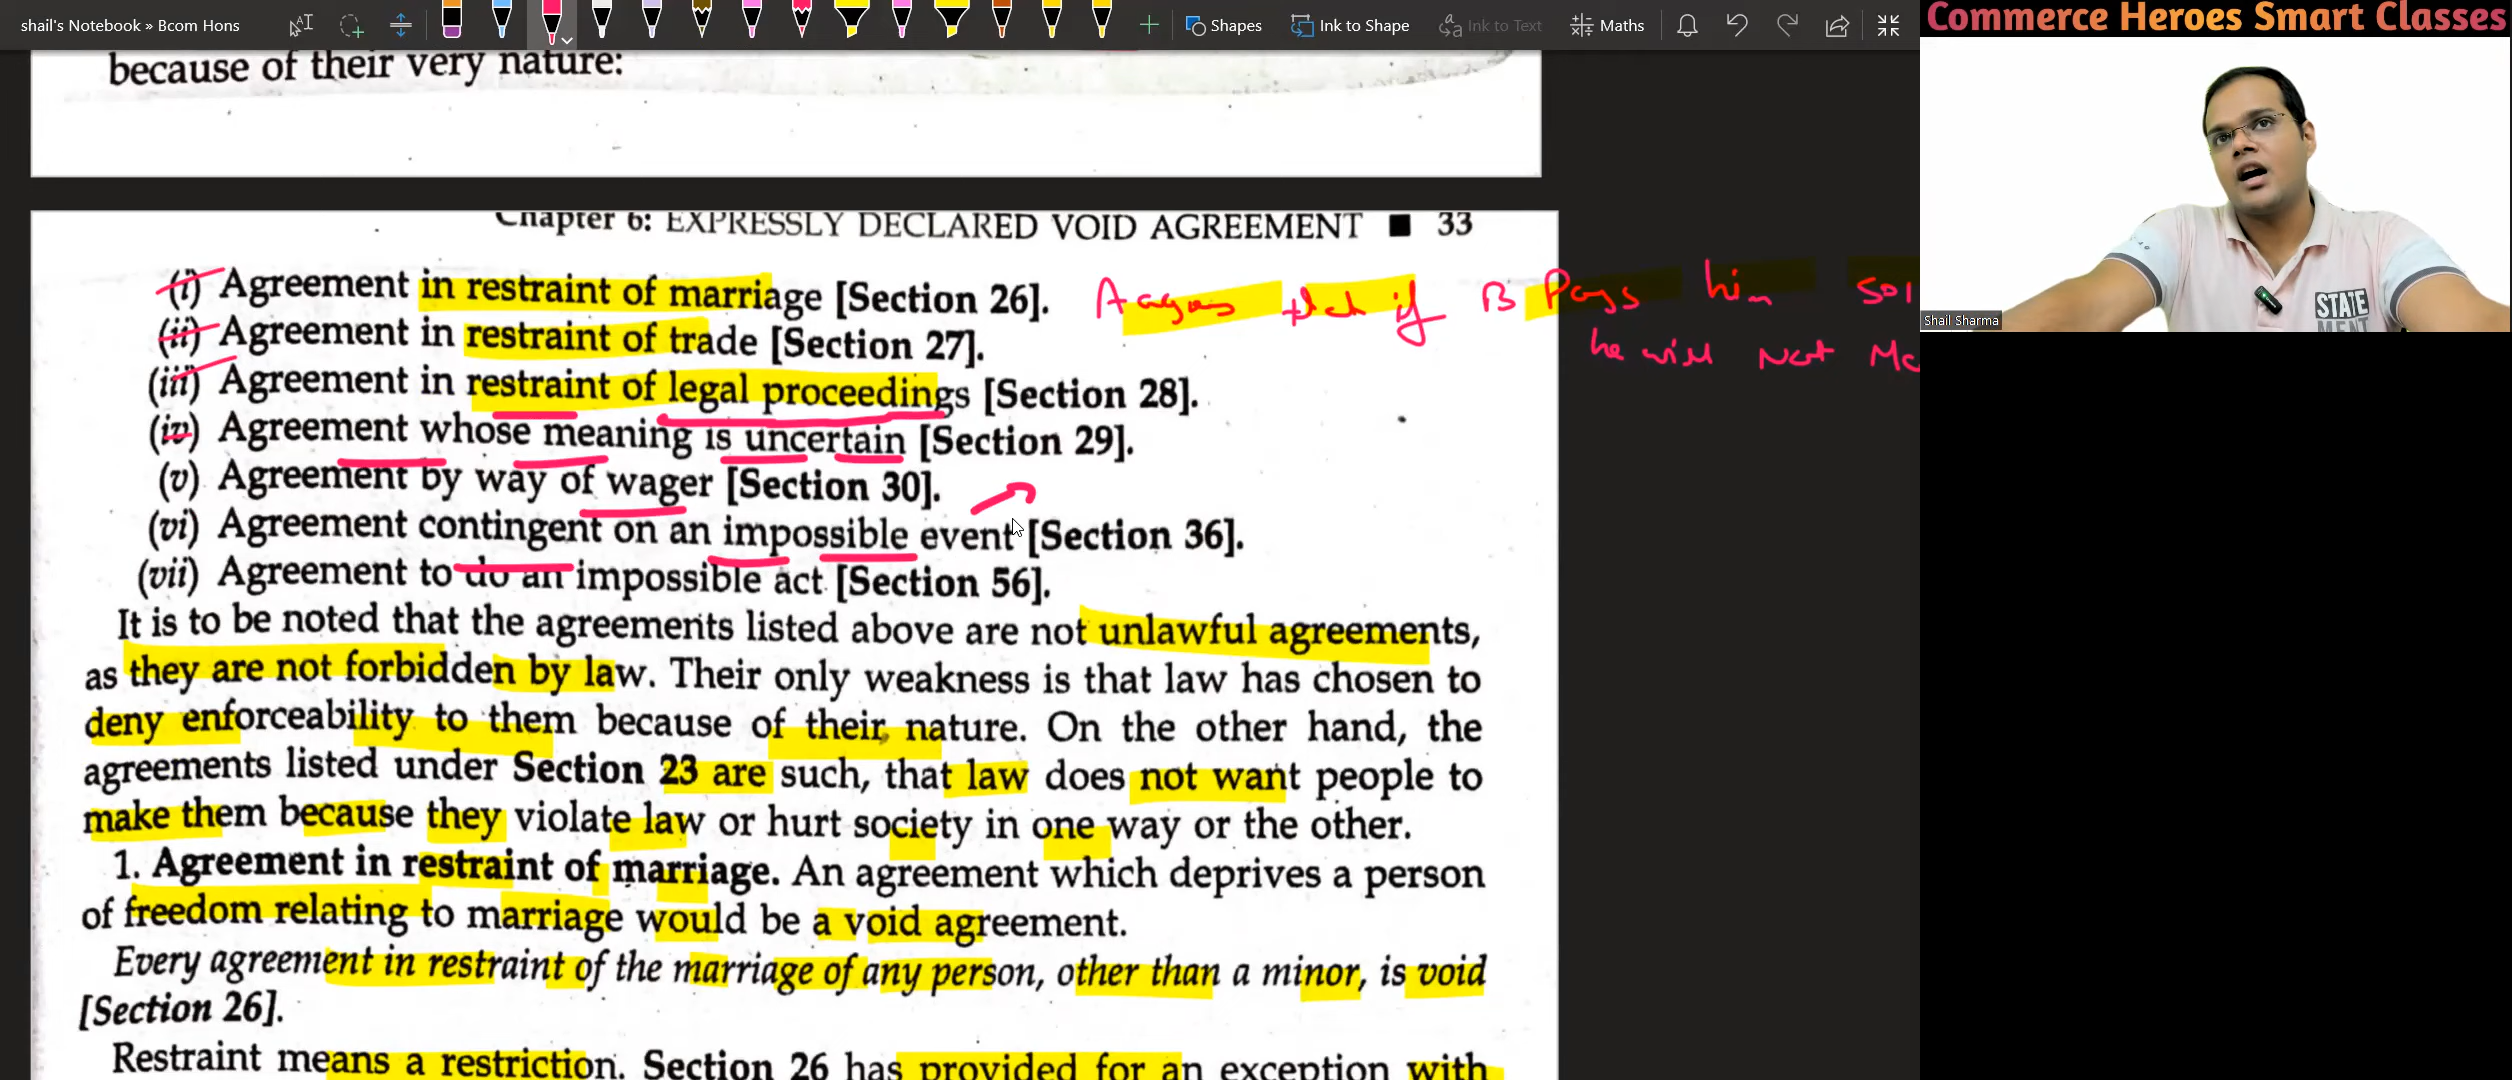 shail's Notebook » Bcom Hons
Shapes
Ink to Shape
Ink to Text
Maths
Commerce Heroes Smart Classes
because of their very nature:
Chapter 6: EXPRESSLY DECLARED VOID AGREEMENT ■ 33
(i) Agreement in restraint of marriage [Section 26].
A agrees that if B Pays him
he will Not
(ii) Agreement in restraint of trade [Section 27].
(iii) Agreement in restraint of legal proceedings [Section 28].
(iv) Agreement whose meaning is uncertain [Section 29].
(v) Agreement by way of wager [Section 30].
(vi) Agreement contingent on an impossible event [Section 36].
(vii) Agreement to do an impossible act [Section 56].
It is to be noted that the agreements listed above are not unlawful agreements,
as they are not forbidden by law. Their only weakness is that law has chosen to
deny enforceability to them because of their nature. On the other hand, the
agreements listed under Section 23 are such, that law does not want people to
make them because they violate law or hurt society in one way or the other.
1. Agreement in restraint of marriage. An agreement which deprives a person
of freedom relating to marriage would be a void agreement.
Every agreement in restraint of the marriage of any person, other than a minor, is void
[Section 26].
Restraint means a restriction. Section 26 has provided for an exception with
STATE
MENT
Shail Sharma